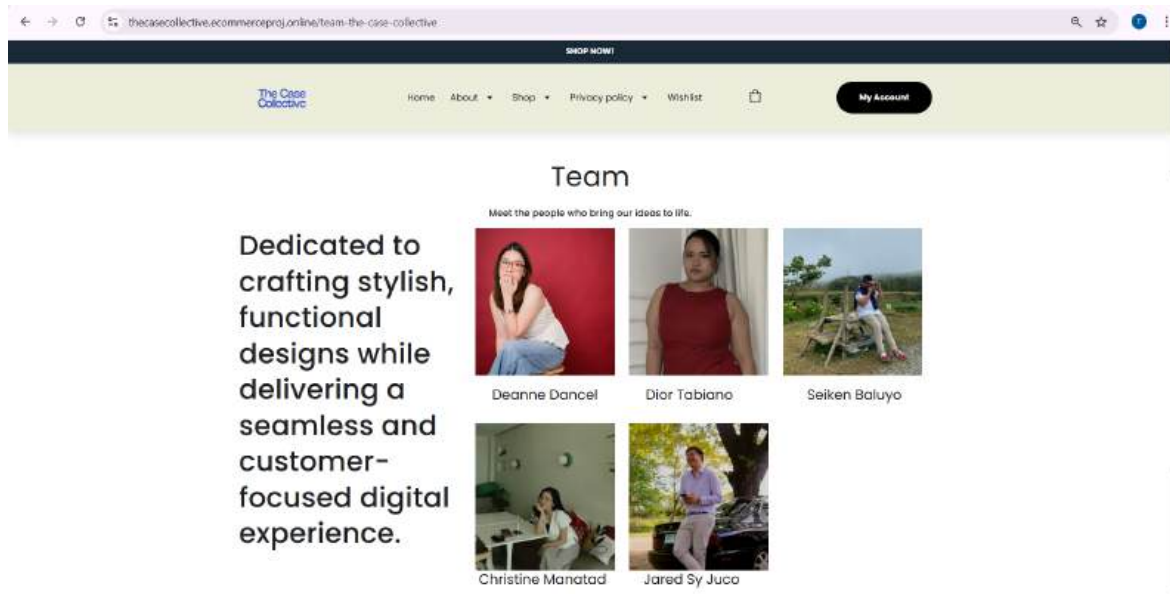 thecasecollective.ecommerceproj.online/team-the-case-collective
SHOP NOW!
The Case
Collective
Home About Shop Privacy policy Wishlist
My Account
Team
Meet the people who bring our ideas to life.
Dedicated to
crafting stylish,
functional
designs while
delivering a
seamless and
customer-
focused digital
experience.
Deanne Dancel
Dior Tabiano
Seiken Baluyo
Christine Manatad
Jared Sy Juco